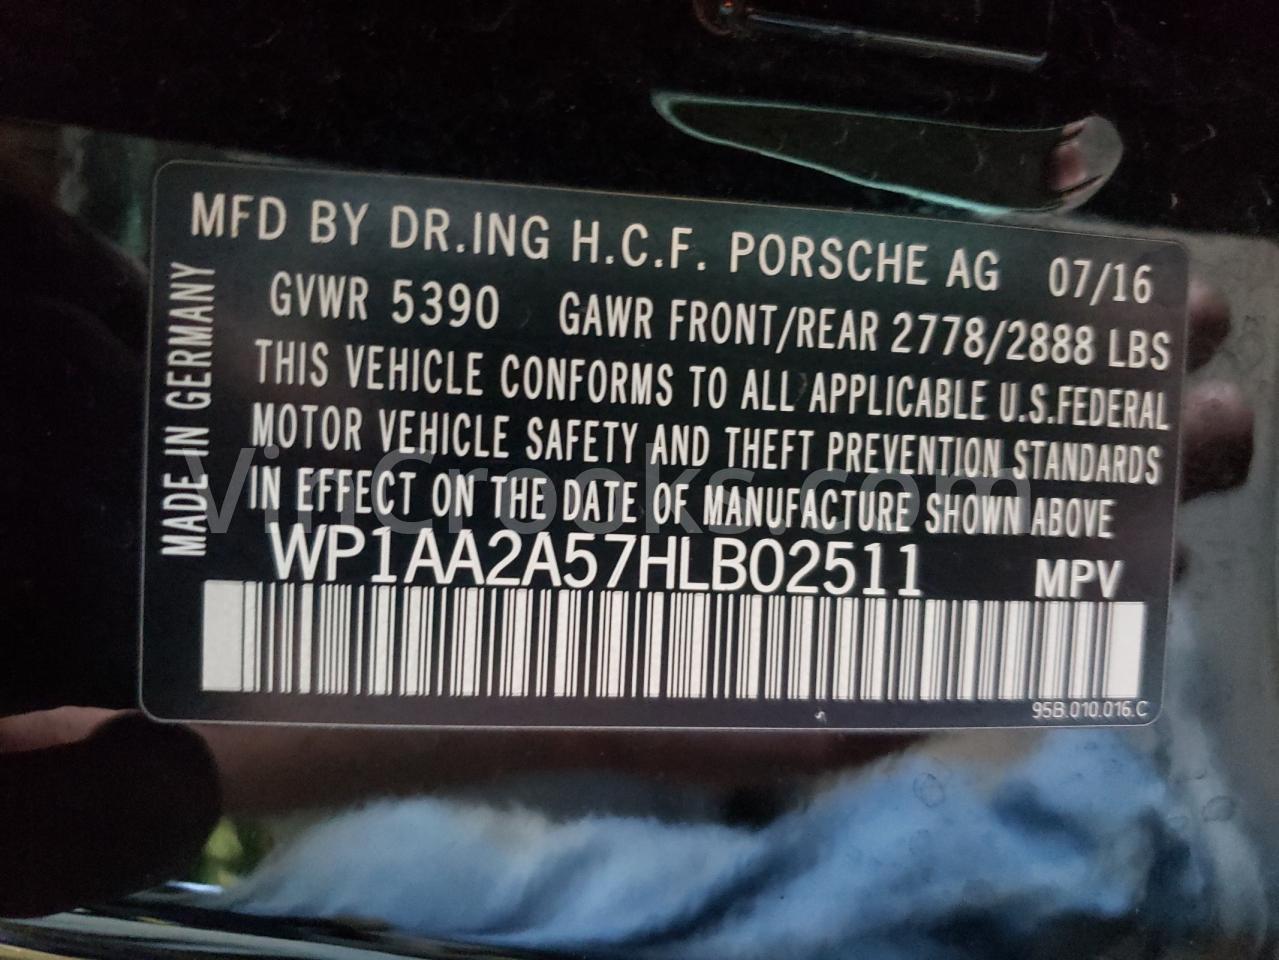 MFD BY DR.ING H.C.F. PORSCHE AG 07/16
GVWR 5390 GAWR FRONT/REAR 2778/2888 LBS
THIS VEHICLE CONFORMS TO ALL APPLICABLE U.S.FEDERAL
MOTOR VEHICLE SAFETY AND THEFT PREVENTION STANDARDS
IN EFFECT ON THE DATE OF MANUFACTURE SHOWN ABOVE
WP1AA2A57HLB02511 MPV
95B.010.016.C
MADE IN GERMANY
VinCrooks.com